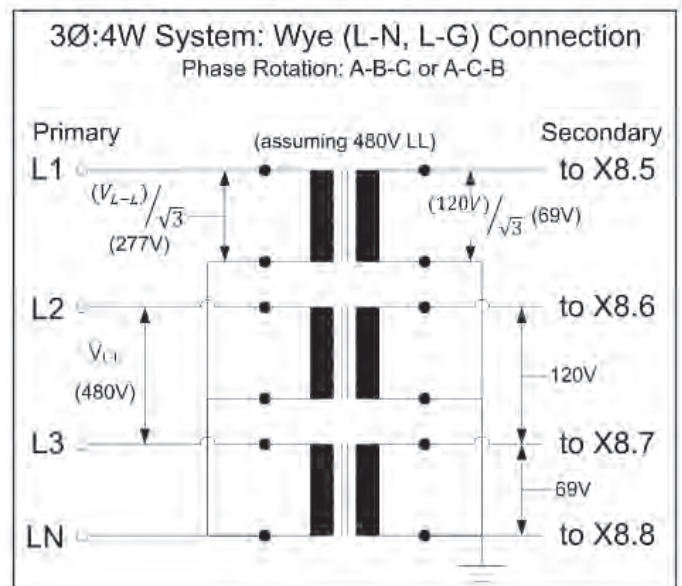 3Ø:4W System: Wye (L-N, L-G) Connection
Phase Rotation: A-B-C or A-C-B
Primary
(assuming 480V LL)
Secondary
L1
to X8.5
(V_{L-L})/√3
(277V)
(120V)/√3 (69V)
L2
to X8.6
(480V)
120V
L3
to X8.7
69V
LN
to X8.8